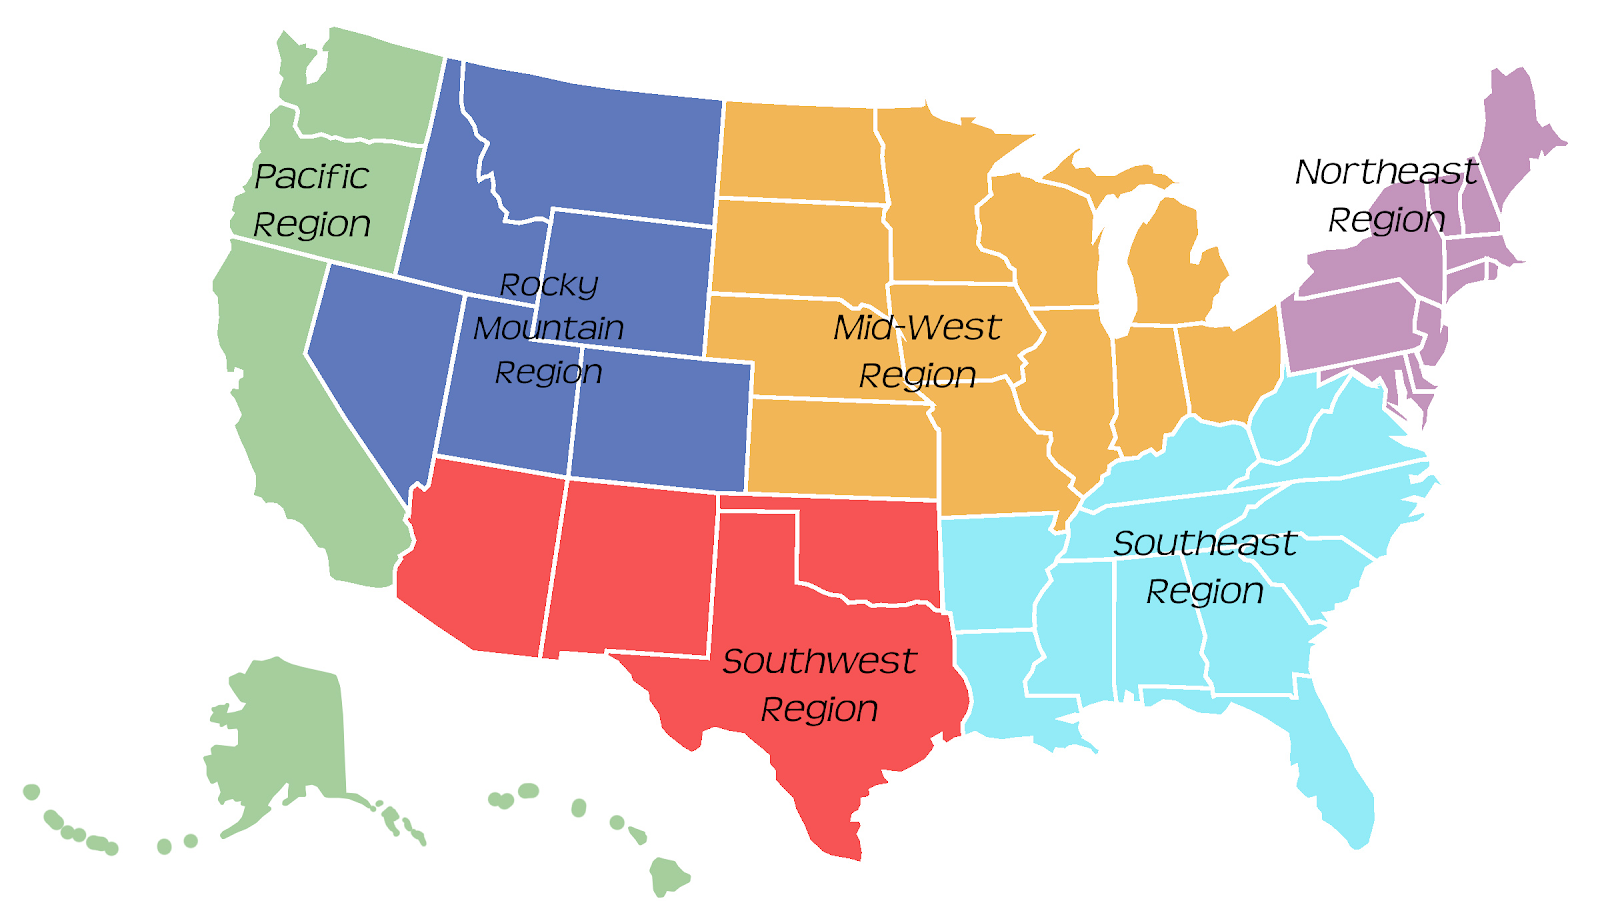 Pacific
Region
Rocky
Mountain
Region
Mid-West
Region
Northeast
Region
Southeast
Region
Southwest
Region